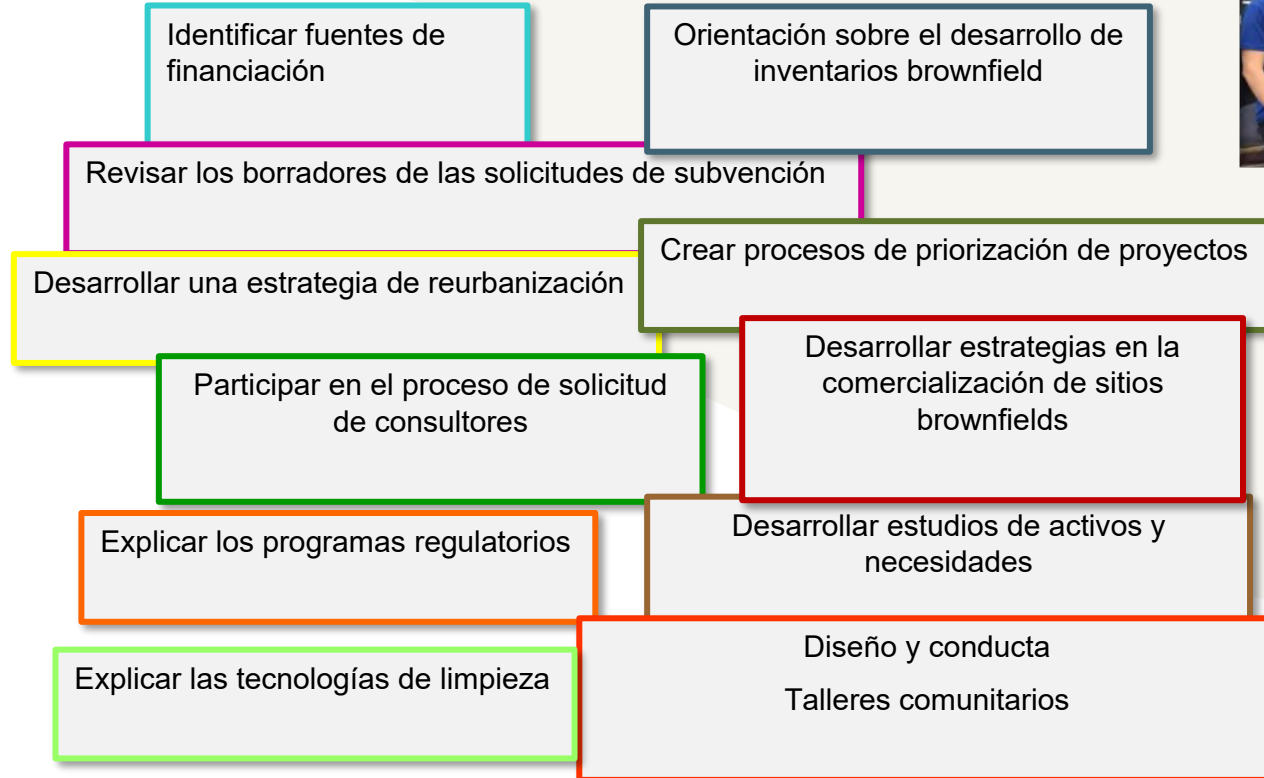 Identificar fuentes de
financiación
Orientación sobre el desarrollo de
inventarios brownfield
Revisar los borradores de las solicitudes de subvención
Crear procesos de priorización de proyectos
Desarrollar una estrategia de reurbanización
Desarrollar estrategias en la
comercialización de sitios
brownfields
Participar en el proceso de solicitud
de consultores
Explicar los programas regulatorios
Desarrollar estudios de activos y
necesidades
Explicar las tecnologías de limpieza
Diseño y conducta
Talleres comunitarios